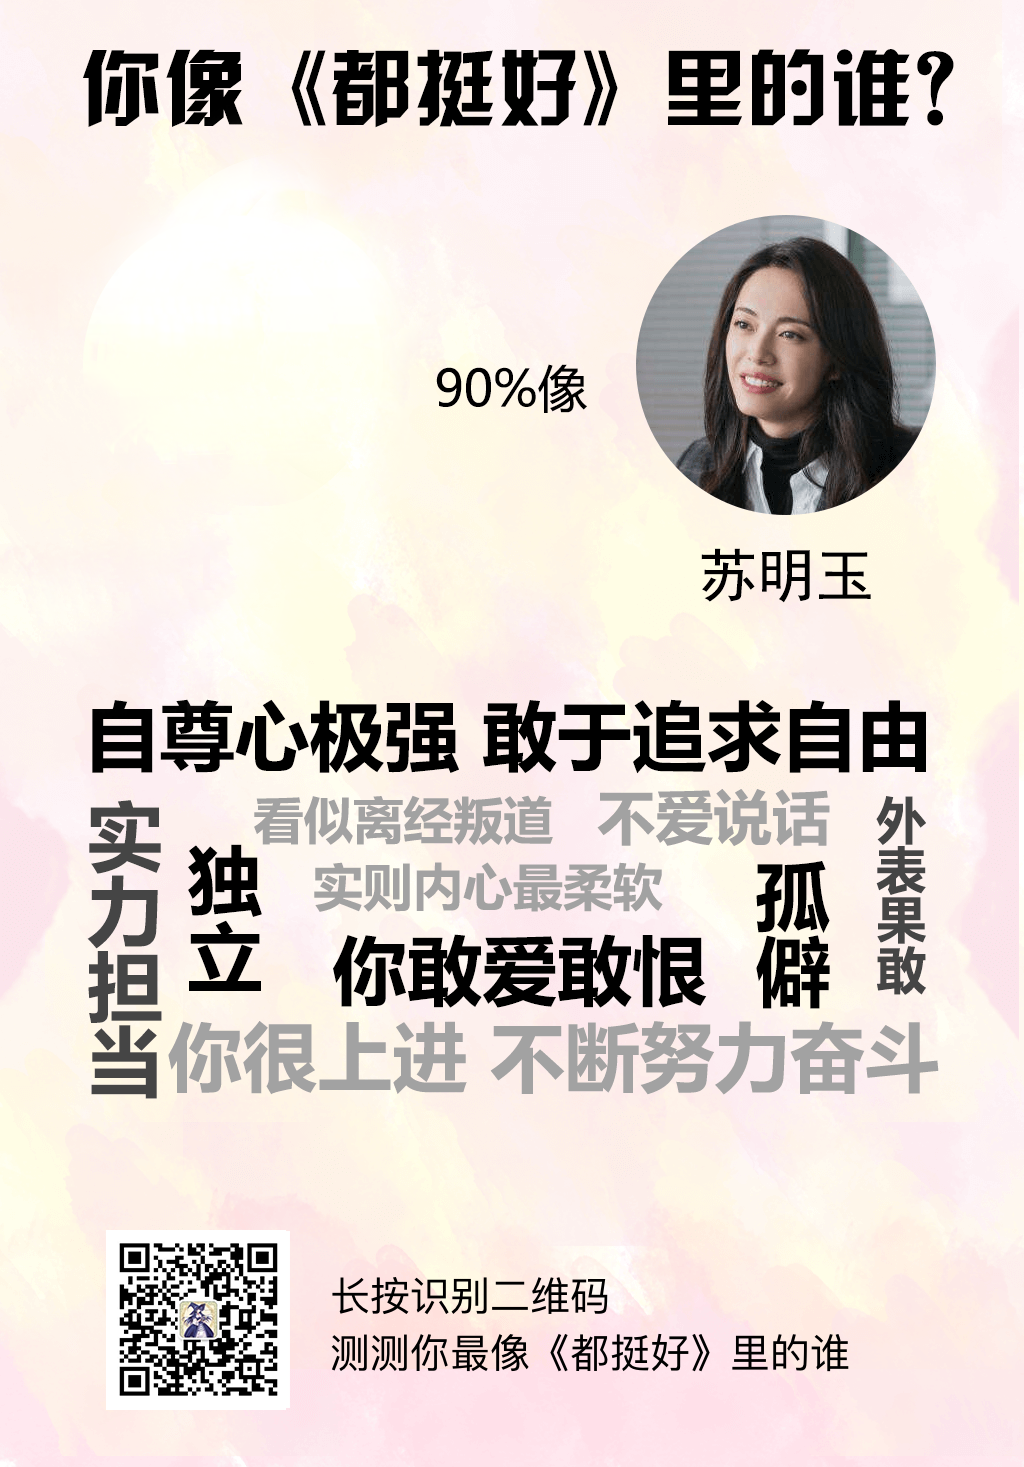 你像《都挺好》里的谁?
90%像
苏明玉
自尊心极强 敢于追求自由
实力担当
独立
看似离经叛道 不爱说话
实则内心最柔软
你敢爱敢恨
孤僻
外表果敢
你很上进 不断努力奋斗
长按识别二维码
测测你最像《都挺好》里的谁